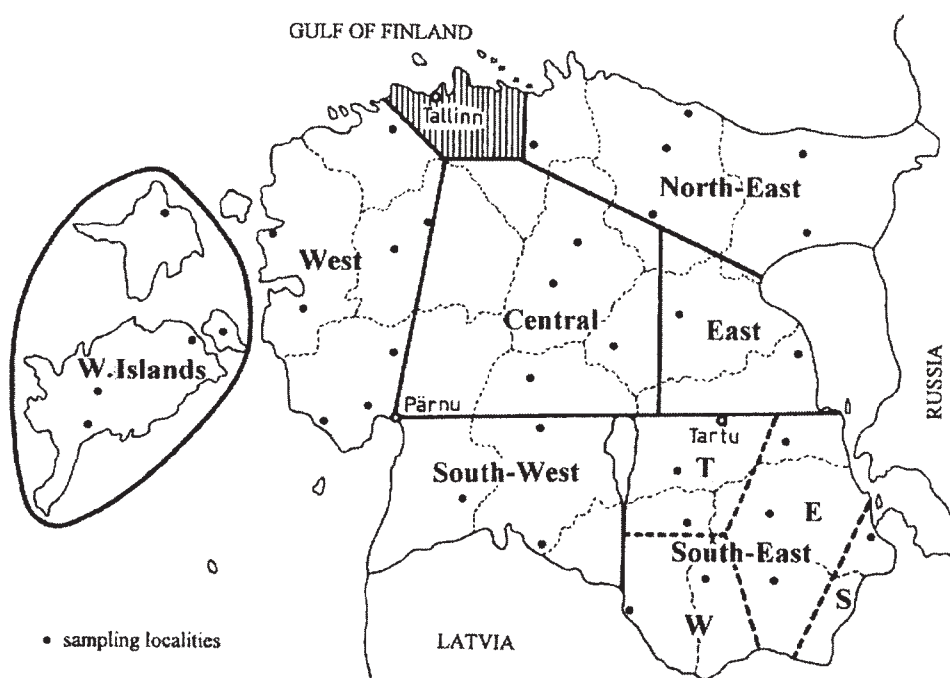 GULF OF FINLAND
Tallinn
North-East
West
Central
East
W.Islands
RUSSIA
Pärnu
Tartu
South-West
T
E
South-East
S
W
• sampling localities
LATVIA